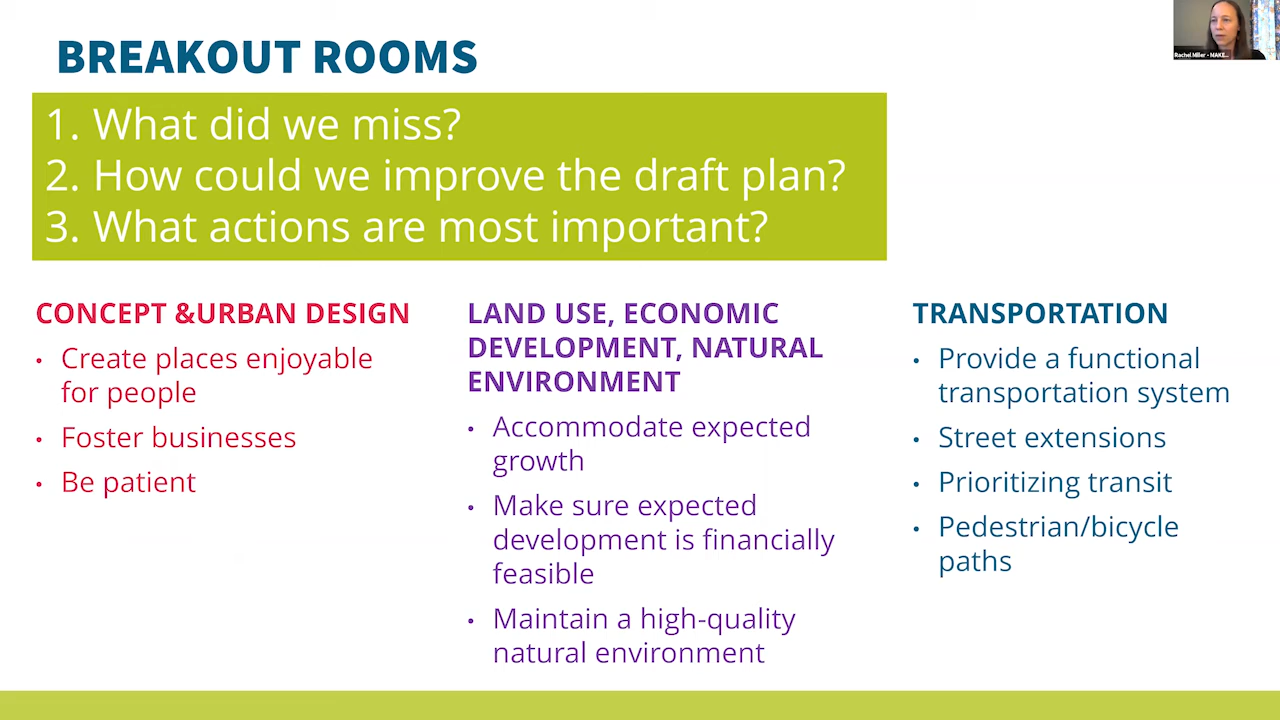 BREAKOUT ROOMS
1. What did we miss?
2. How could we improve the draft plan?
3. What actions are most important?
CONCEPT &URBAN DESIGN
• Create places enjoyable
for people
• Foster businesses
• Be patient
LAND USE, ECONOMIC
DEVELOPMENT, NATURAL
ENVIRONMENT
• Accommodate expected
growth
• Make sure expected
development is financially
feasible
• Maintain a high-quality
natural environment
TRANSPORTATION
• Provide a functional
transportation system
• Street extensions
• Prioritizing transit
• Pedestrian/bicycle
paths
Rachel Miller - MAKE...